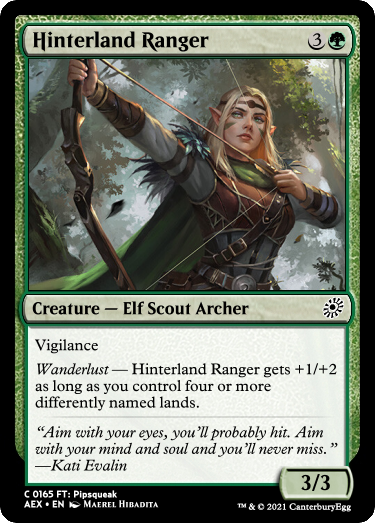 Hinterland Ranger 3
Creature — Elf Scout Archer
Vigilance
Wanderlust — Hinterland Ranger gets +1/+2
as long as you control four or more
differently named lands.
“Aim with your eyes, you’ll probably hit. Aim
with your mind and soul and you’ll never miss.”
—Kati Evalin
3/3
C 0165 FT: Pipsqueak
AEX • EN Maerel Hibadita
™ & © 2021 CanterburyEgg